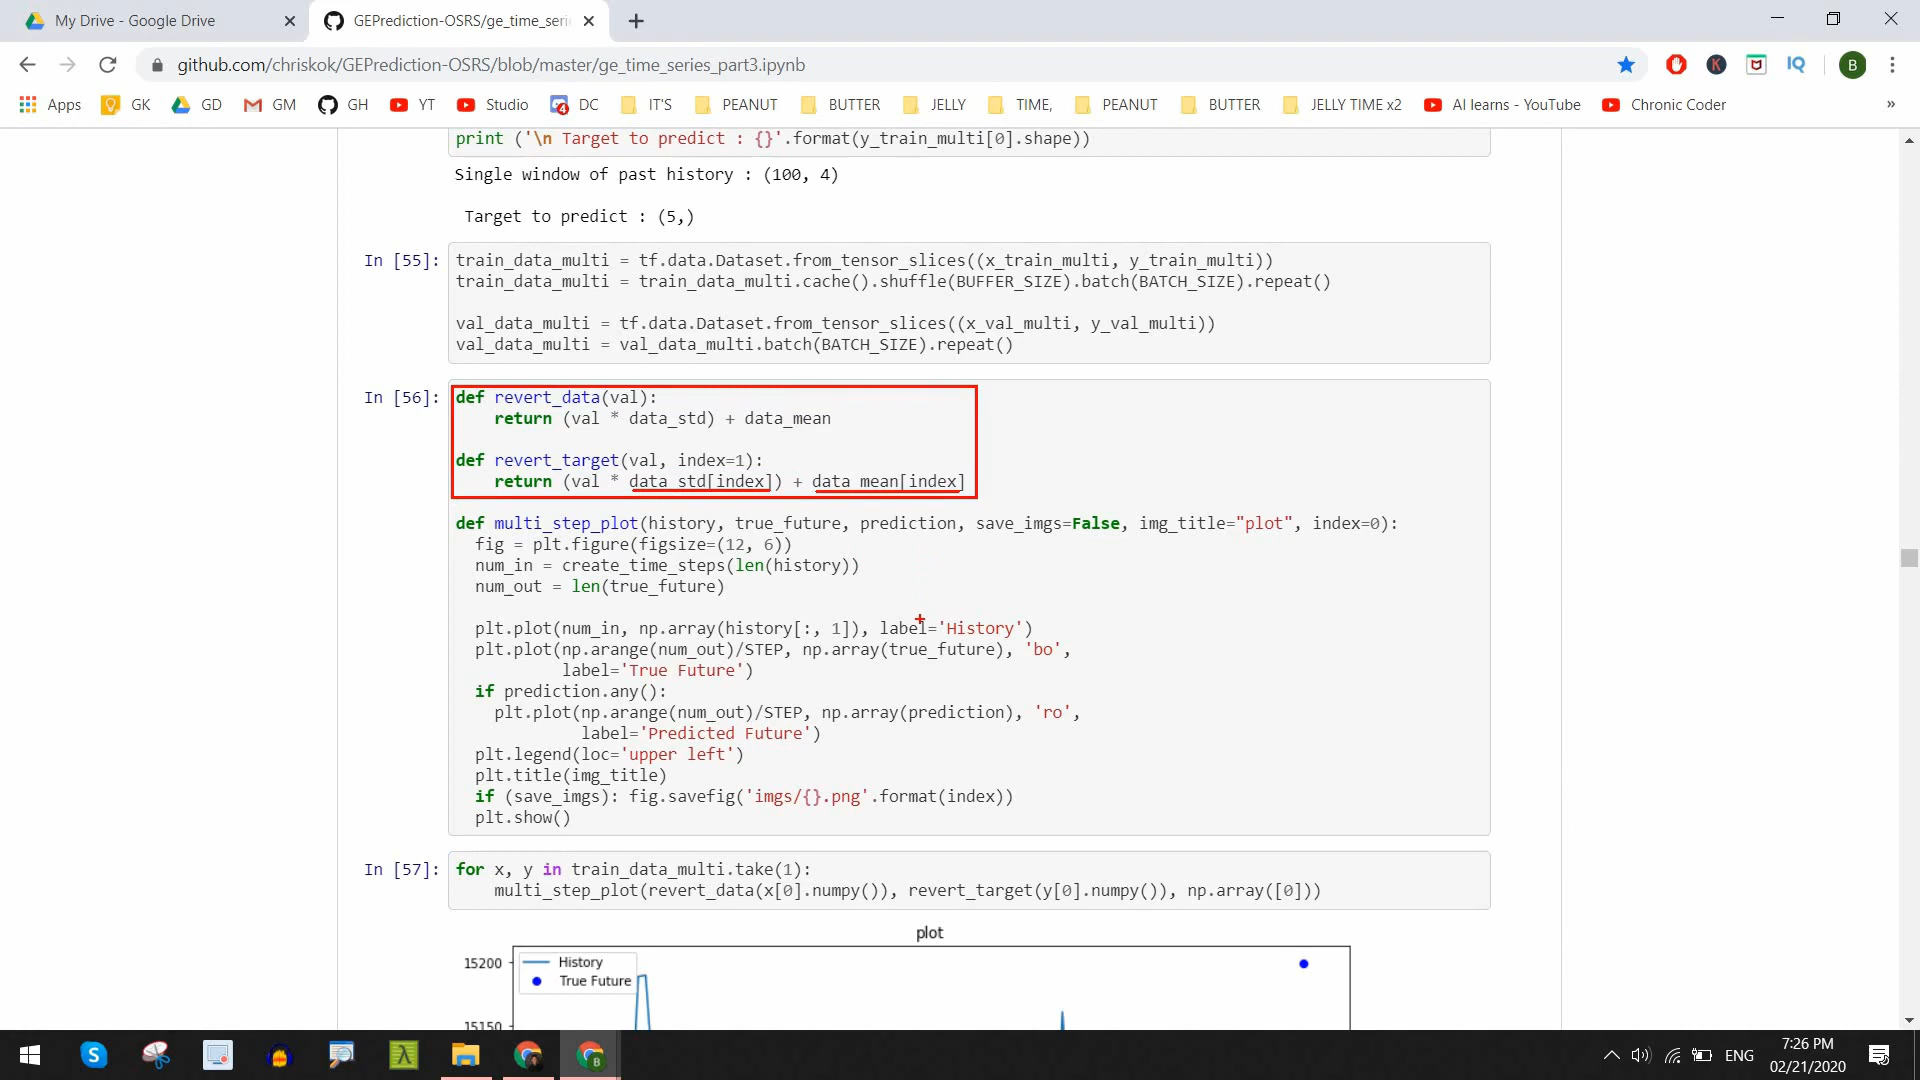 My Drive - Google Drive
GEPrediction-OSRS/ge_time_seri
github.com/chriskok/GEPrediction-OSRS/blob/master/ge_time_series_part3.ipynb
K
IQ
B
Apps GK GD GM GH YT Studio DC IT'S PEANUT BUTTER JELLY TIME, PEANUT BUTTER JELLY TIME x2 AI learns - YouTube Chronic Coder »
print ('\n Target to predict : {}'.format(y_train_multi[0].shape))
Single window of past history : (100, 4)
Target to predict : (5,)
In [55]: train_data_multi = tf.data.Dataset.from_tensor_slices((x_train_multi, y_train_multi))
train_data_multi = train_data_multi.cache().shuffle(BUFFER_SIZE).batch(BATCH_SIZE).repeat()
val_data_multi = tf.data.Dataset.from_tensor_slices((x_val_multi, y_val_multi))
val_data_multi = val_data_multi.batch(BATCH_SIZE).repeat()
In [56]: def revert_data(val):
return (val * data_std) + data_mean
def revert_target(val, index=1):
return (val * data_std[index]) + data_mean[index]
def multi_step_plot(history, true_future, prediction, save_imgs=False, img_title="plot", index=0):
fig = plt.figure(figsize=(12, 6))
num_in = create_time_steps(len(history))
num_out = len(true_future)
plt.plot(num_in, np.array(history[:, 1]), label='History')
plt.plot(np.arange(num_out)/STEP, np.array(true_future), 'bo',
label='True Future')
if prediction.any():
plt.plot(np.arange(num_out)/STEP, np.array(prediction), 'ro',
label='Predicted Future')
plt.legend(loc='upper left')
plt.title(img_title)
if (save_imgs): fig.savefig('imgs/{}.png'.format(index))
plt.show()
In [57]: for x, y in train_data_multi.take(1):
multi_step_plot(revert_data(x[0].numpy()), revert_target(y[0].numpy()), np.array([0]))
plot
15200
History
True Future
15150
ENG
7:26 PM
02/21/2020